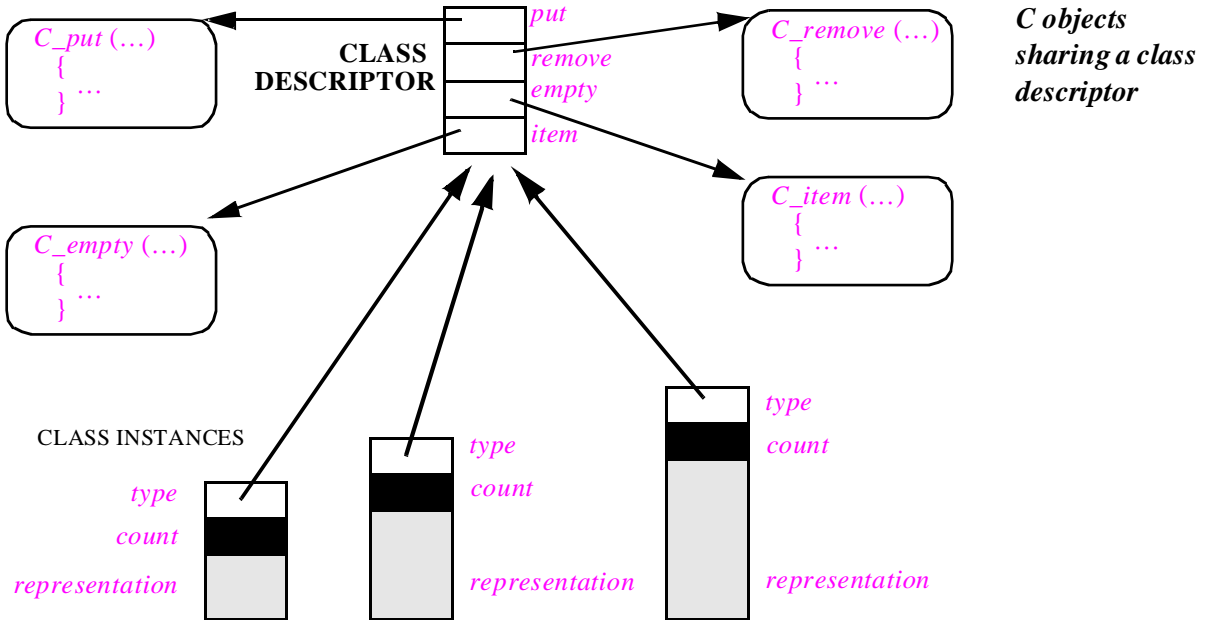 C_put (…)
{
…
}
CLASS
DESCRIPTOR
put
remove
empty
item
C_remove (…)
{
…
}
C objects
sharing a class
descriptor
C_empty (…)
{
…
}
C_item (…)
{
…
}
CLASS INSTANCES
type
count
representation
type
count
representation
type
count
representation